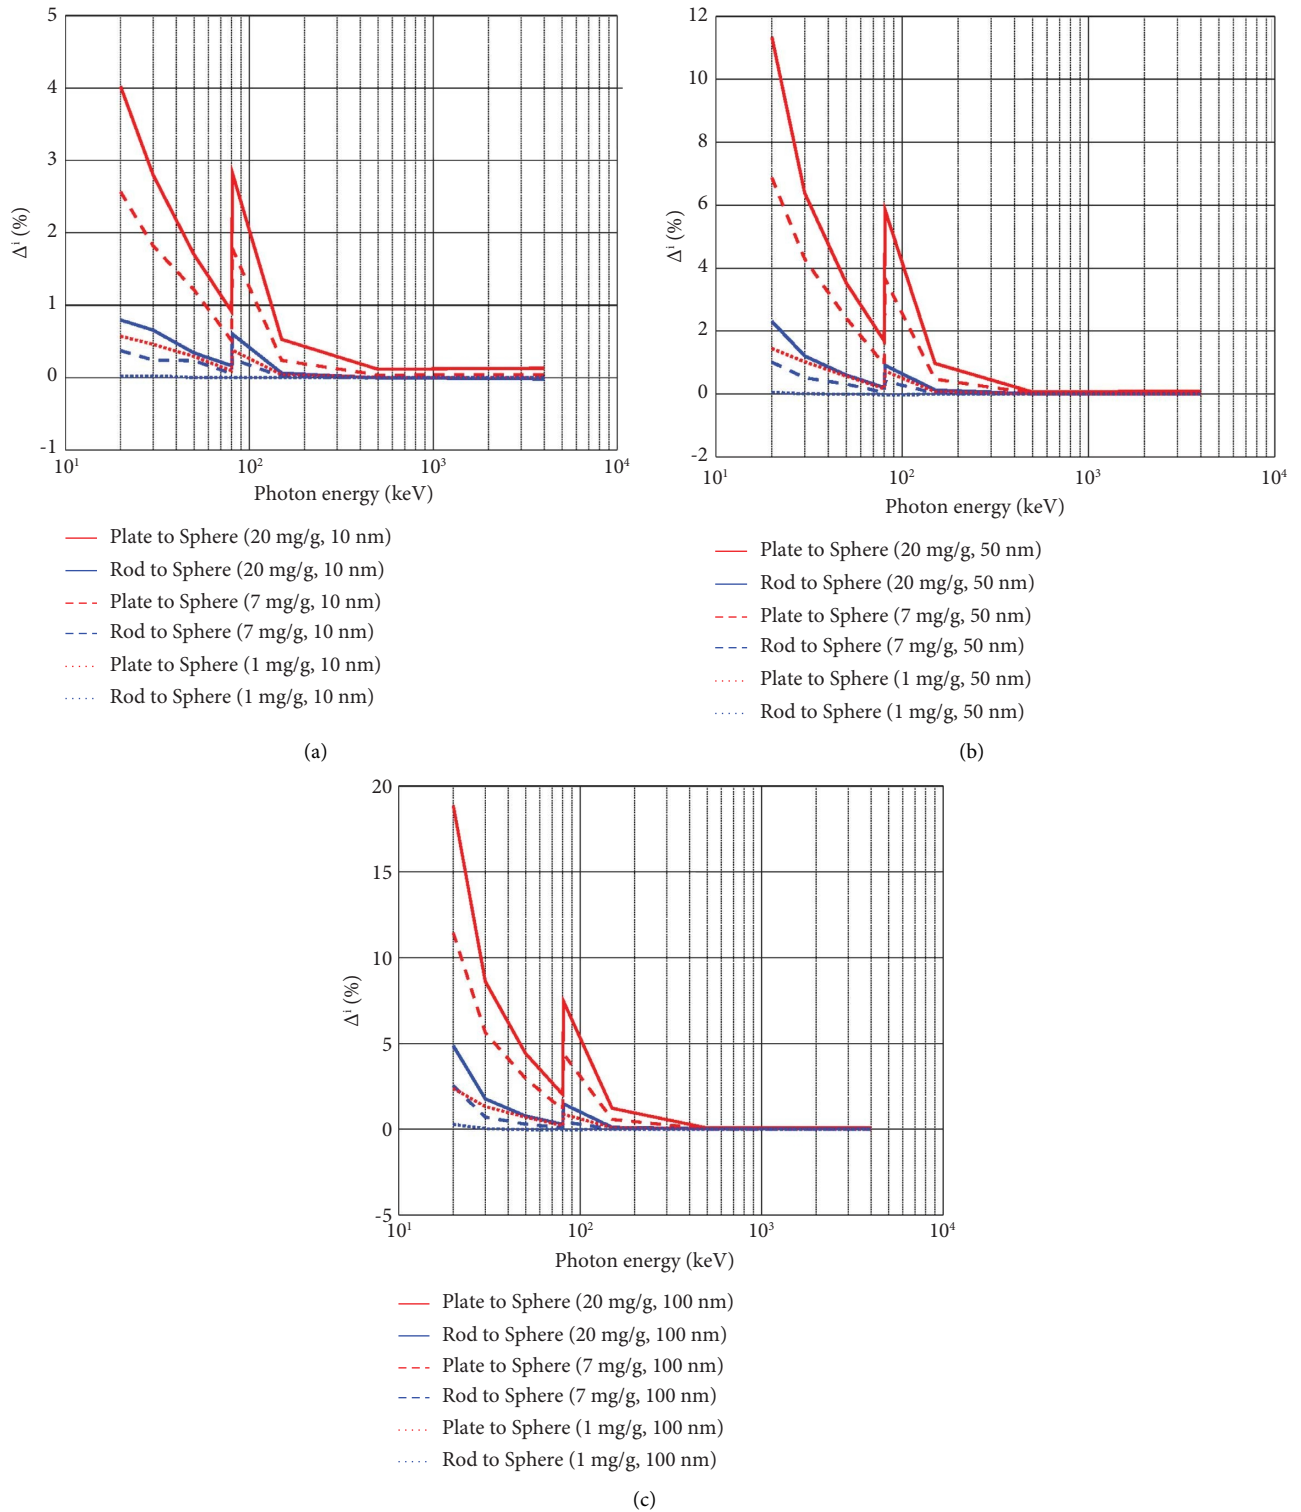 5
4
3
2
1
0
-1
Δⁱ (%)
10¹ 10² 10³ 10⁴
Photon energy (keV)
Plate to Sphere (20 mg/g, 10 nm)
Rod to Sphere (20 mg/g, 10 nm)
Plate to Sphere (7 mg/g, 10 nm)
Rod to Sphere (7 mg/g, 10 nm)
Plate to Sphere (1 mg/g, 10 nm)
Rod to Sphere (1 mg/g, 10 nm)
(a)
12
10
8
6
4
2
0
-2
Δⁱ (%)
10¹ 10² 10³ 10⁴
Photon energy (keV)
Plate to Sphere (20 mg/g, 50 nm)
Rod to Sphere (20 mg/g, 50 nm)
Plate to Sphere (7 mg/g, 50 nm)
Rod to Sphere (7 mg/g, 50 nm)
Plate to Sphere (1 mg/g, 50 nm)
Rod to Sphere (1 mg/g, 50 nm)
(b)
20
15
10
5
0
-5
Δⁱ (%)
10¹ 10² 10³ 10⁴
Photon energy (keV)
Plate to Sphere (20 mg/g, 100 nm)
Rod to Sphere (20 mg/g, 100 nm)
Plate to Sphere (7 mg/g, 100 nm)
Rod to Sphere (7 mg/g, 100 nm)
Plate to Sphere (1 mg/g, 100 nm)
Rod to Sphere (1 mg/g, 100 nm)
(c)